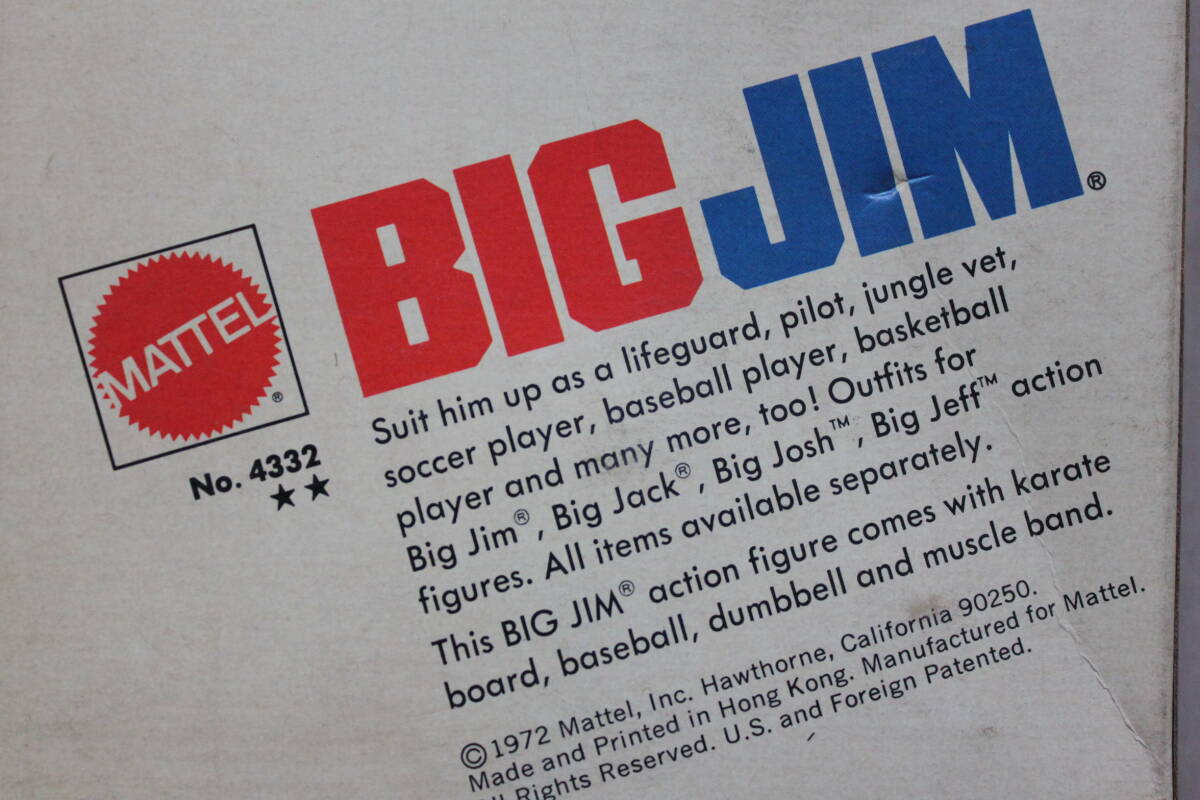 BIG JIM®
MATTEL®
No. 4332
★★
Suit him up as a lifeguard, pilot, jungle vet,
soccer player, baseball player, basketball
player and many more, too! Outfits for
Big Jim®, Big Jack®, Big Josh™, Big Jeff™ action
figures. All items available separately.
This BIG JIM® action figure comes with karate
board, baseball, dumbbell and muscle band.
©1972 Mattel, Inc. Hawthorne, California 90250.
Made and Printed in Hong Kong. Manufactured for Mattel.
All Rights Reserved. U.S. and Foreign Patented.